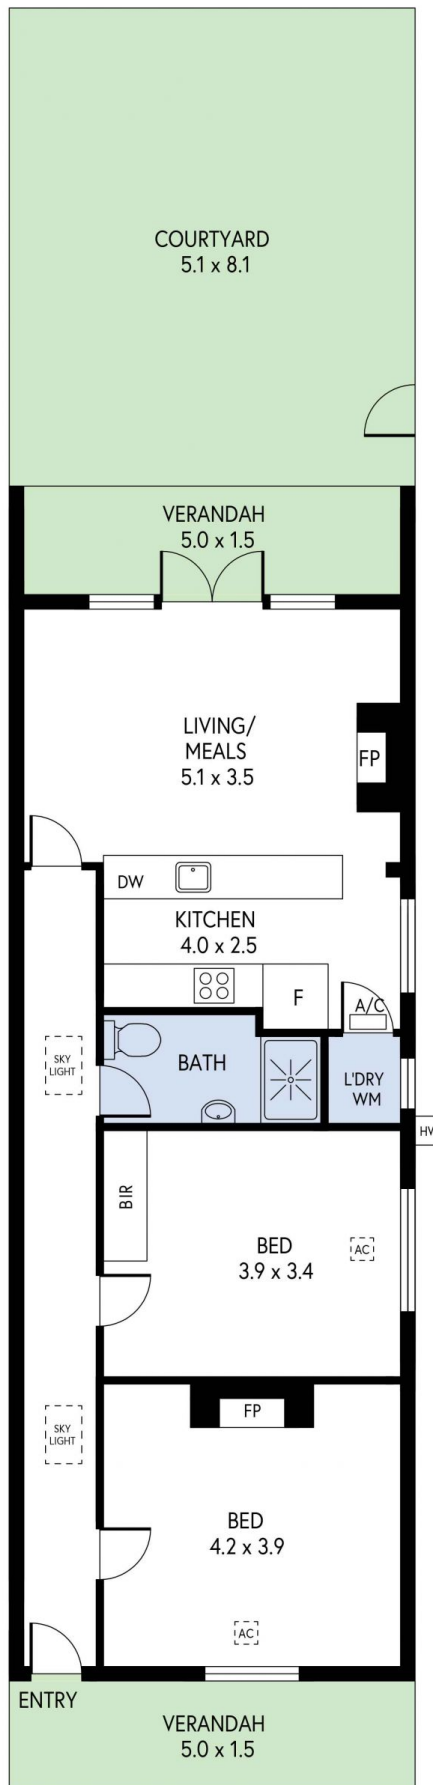 COURTYARD
5.1 x 8.1
VERANDAH
5.0 x 1.5
LIVING/
MEALS
5.1 x 3.5
FP
DW
KITCHEN
4.0 x 2.5
F
A/C
SKY
LIGHT
BATH
L'DRY
WM
HW
BIR
BED
3.9 x 3.4
AC
FP
SKY
LIGHT
BED
4.2 x 3.9
AC
ENTRY
VERANDAH
5.0 x 1.5